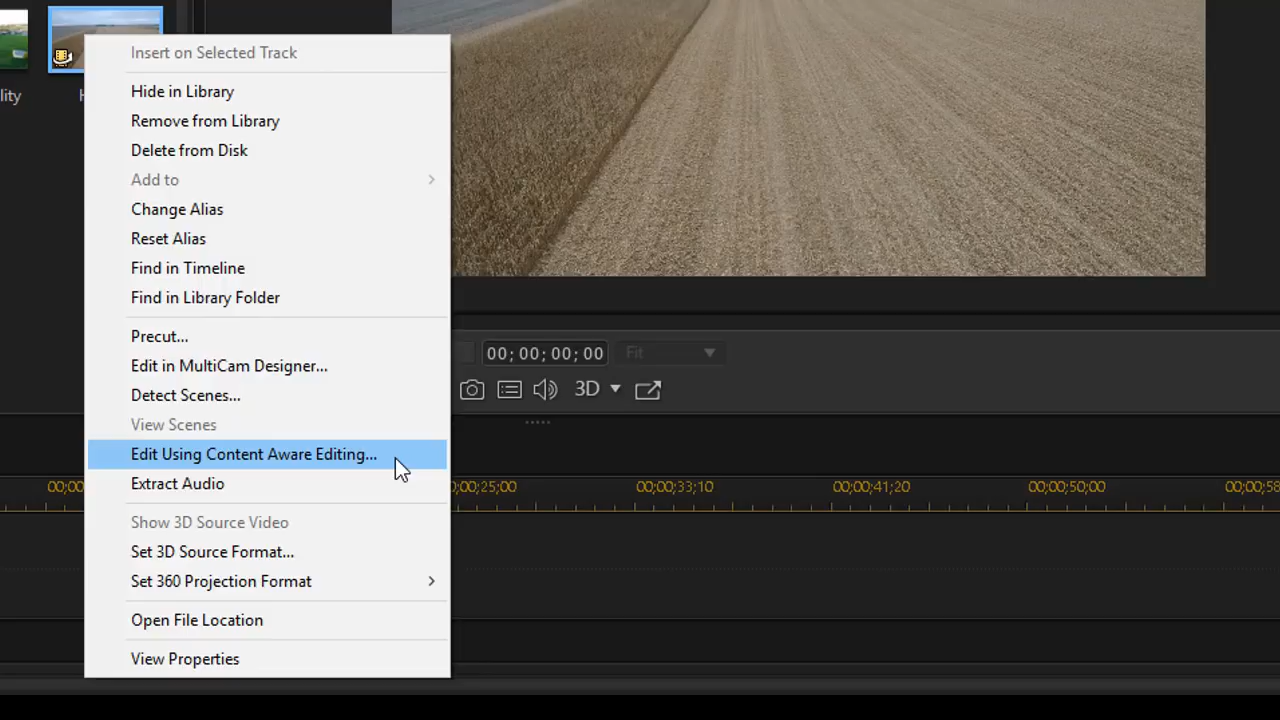 Insert on Selected Track
Hide in Library
Remove from Library
Delete from Disk
Add to
Change Alias
Reset Alias
Find in Timeline
Find in Library Folder
Precut...
Edit in MultiCam Designer...
Detect Scenes...
View Scenes
Edit Using Content Aware Editing...
Extract Audio
Show 3D Source Video
Set 3D Source Format...
Set 360 Projection Format
Open File Location
View Properties
lity
00; 00; 00; 00
Fit
3D
00;00
0;00;25;00
00;00;33;10
00;00;41;20
00;00;50;00
00;00;58